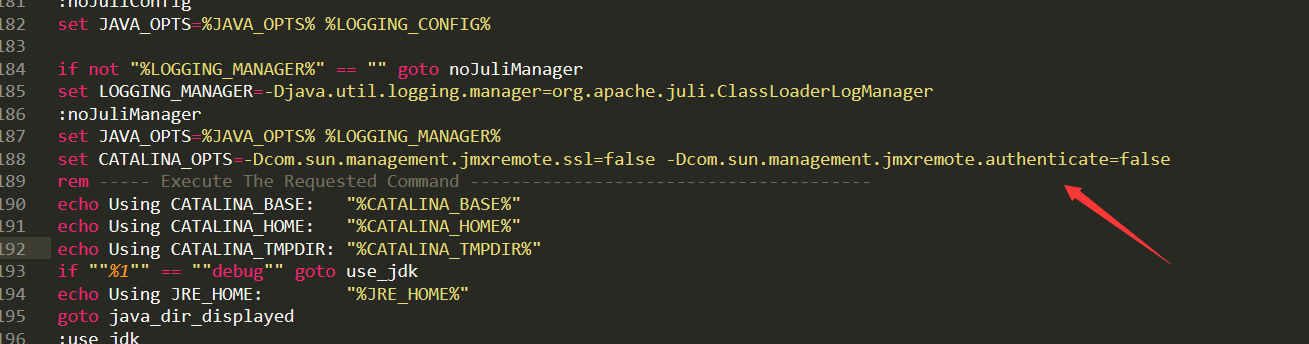 181 :noJuliConfig
182 set JAVA_OPTS=%JAVA_OPTS% %LOGGING_CONFIG%
183
184 if not "%LOGGING_MANAGER%" == "" goto noJuliManager
185 set LOGGING_MANAGER=-Djava.util.logging.manager=org.apache.juli.ClassLoaderLogManager
186 :noJuliManager
187 set JAVA_OPTS=%JAVA_OPTS% %LOGGING_MANAGER%
188 set CATALINA_OPTS=-Dcom.sun.management.jmxremote.ssl=false -Dcom.sun.management.jmxremote.authenticate=false
189 rem ----- Execute The Requested Command ---------------------------------------
190 echo Using CATALINA_BASE:   "%CATALINA_BASE%"
191 echo Using CATALINA_HOME:   "%CATALINA_HOME%"
192 echo Using CATALINA_TMPDIR: "%CATALINA_TMPDIR%"
193 if ""%1"" == ""debug"" goto use_jdk
194 echo Using JRE_HOME:        "%JRE_HOME%"
195 goto java_dir_displayed
196 :use_jdk